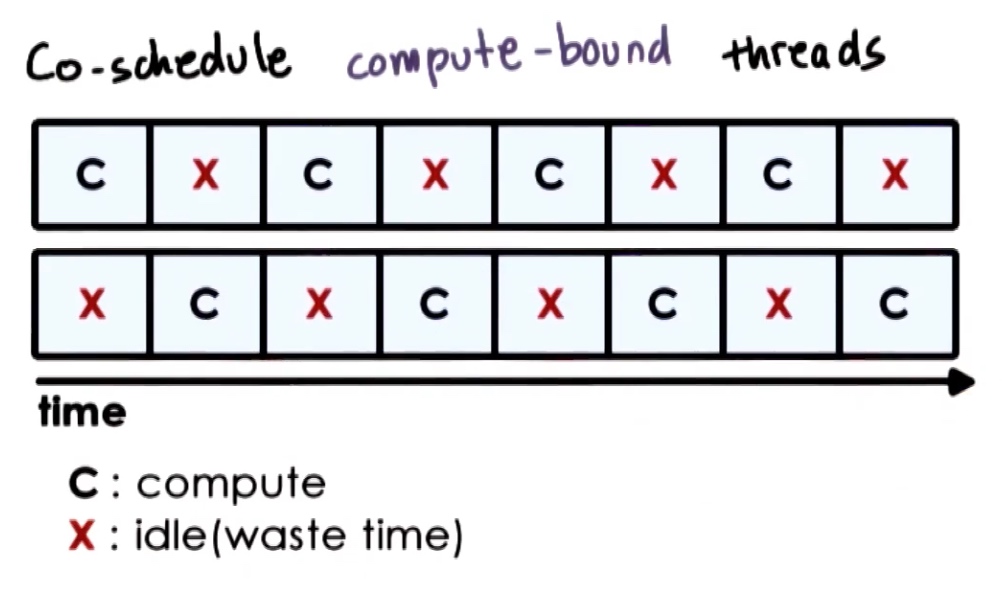 Co-schedule compute-bound threads
C X C X C X C X
X C X C X C X C
time
C : compute
X : idle(waste time)